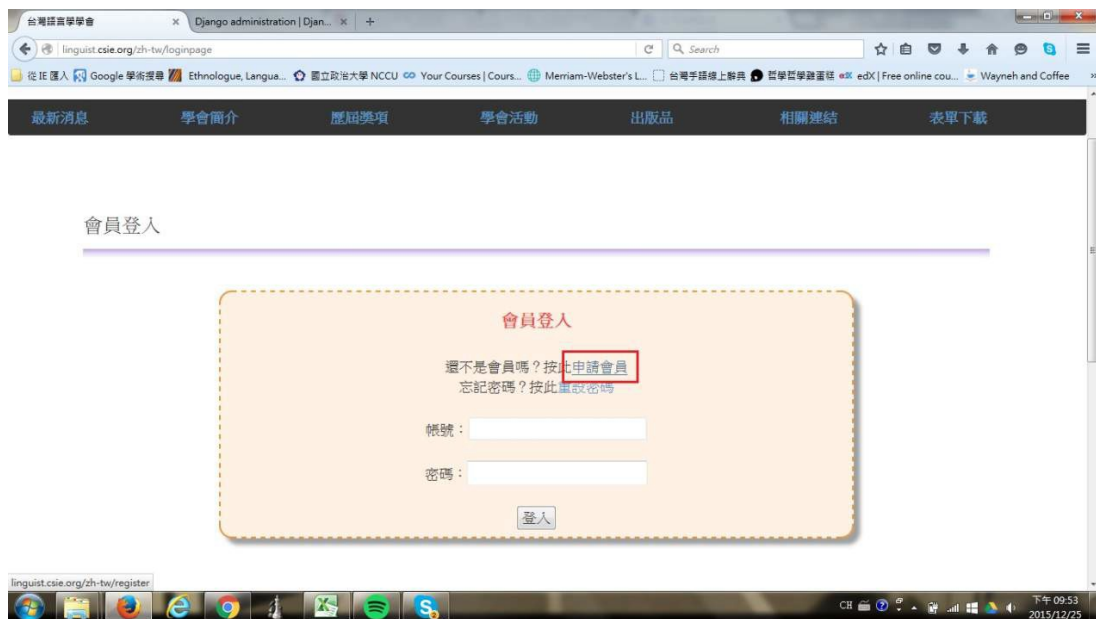 台灣語言學學會
Django administration | Djan...
linguist.csie.org/zh-tw/loginpage
Search
從 IE 匯入
Google 學術搜尋
Ethnologue, Langua...
國立政治大學 NCCU
Your Courses | Cours...
Merriam-Webster's L...
台灣手語線上辭典
哲學哲學雞蛋糕
edX | Free online cou...
Wayneh and Coffee
最新消息
學會簡介
歷屆獎項
學會活動
出版品
相關連結
表單下載
會員登入
會員登入
還不是會員嗎？按此申請會員
忘記密碼？按此重設密碼
帳號：
密碼：
登入
linguist.csie.org/zh-tw/register
CH
下午 09:53
2015/12/25